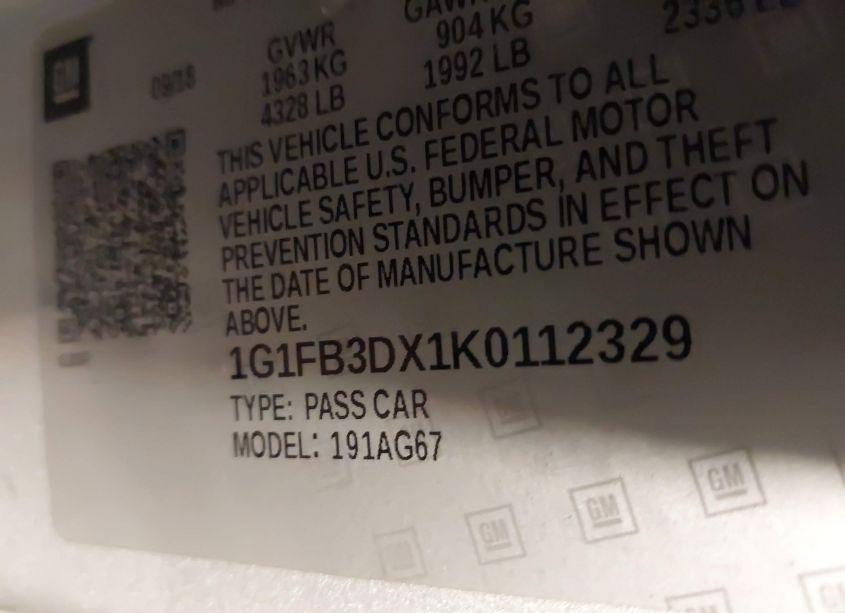 GM
09/18
GVWR
1963 KG
4328 LB
904 KG
1992 LB
THIS VEHICLE CONFORMS TO ALL
APPLICABLE U.S. FEDERAL MOTOR
VEHICLE SAFETY, BUMPER, AND THEFT
PREVENTION STANDARDS IN EFFECT ON
THE DATE OF MANUFACTURE SHOWN
ABOVE.
1G1FB3DX1K0112329
TYPE: PASS CAR
MODEL: 191AG67
GM
GM
GM